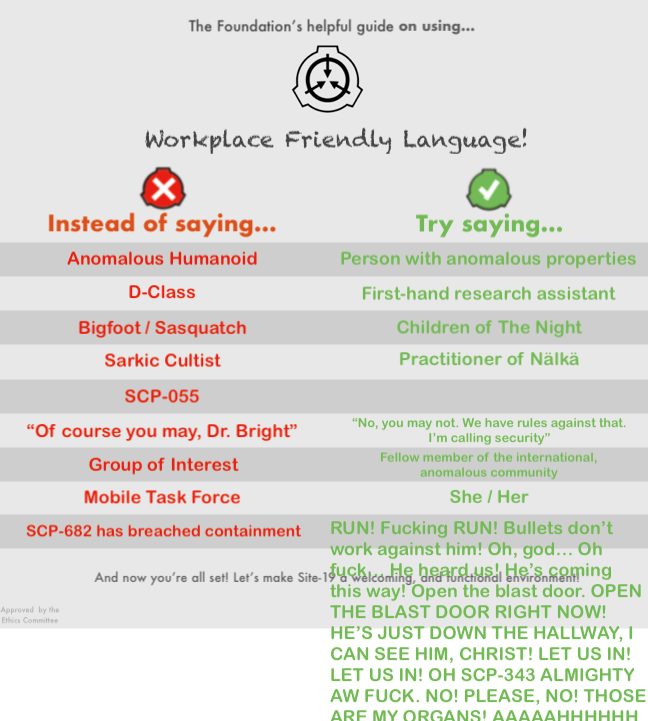 The Foundation's helpful guide on using...
Workplace Friendly Language!
Instead of saying...
Try saying...
Anomalous Humanoid
Person with anomalous properties
D-Class
First-hand research assistant
Bigfoot / Sasquatch
Children of The Night
Sarkic Cultist
Practitioner of Nälkä
SCP-055
“Of course you may, Dr. Bright”
“No, you may not. We have rules against that.
I’m calling security”
Group of Interest
Fellow member of the international,
anomalous community
Mobile Task Force
She / Her
SCP-682 has breached containment
RUN! Fucking RUN! Bullets don’t
work against him! Oh, god... Oh
fuck... He heard us! He’s coming
this way! Open the blast door. OPEN
THE BLAST DOOR RIGHT NOW!
HE’S JUST DOWN THE HALLWAY, I
CAN SEE HIM, CHRIST! LET US IN!
LET US IN! OH SCP-343 ALMIGHTY
AW FUCK. NO! PLEASE, NO! THOSE
ARE MY ORGANS! AAAAAHHHHHH
And now you’re all set! Let’s make Site-19 a welcoming, and functional environment!
Approved by the
Ethics Committee